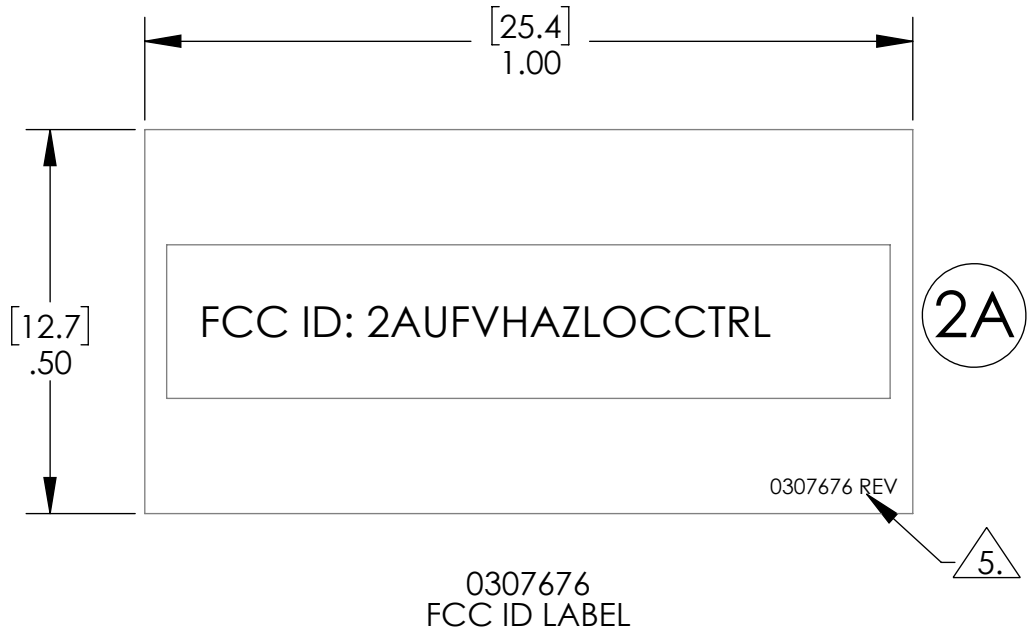 [25.4]
1.00
[12.7]
.50
FCC ID: 2AUFVHAZLOCCTRL
2A
0307676 REV
5.
0307676
FCC ID LABEL